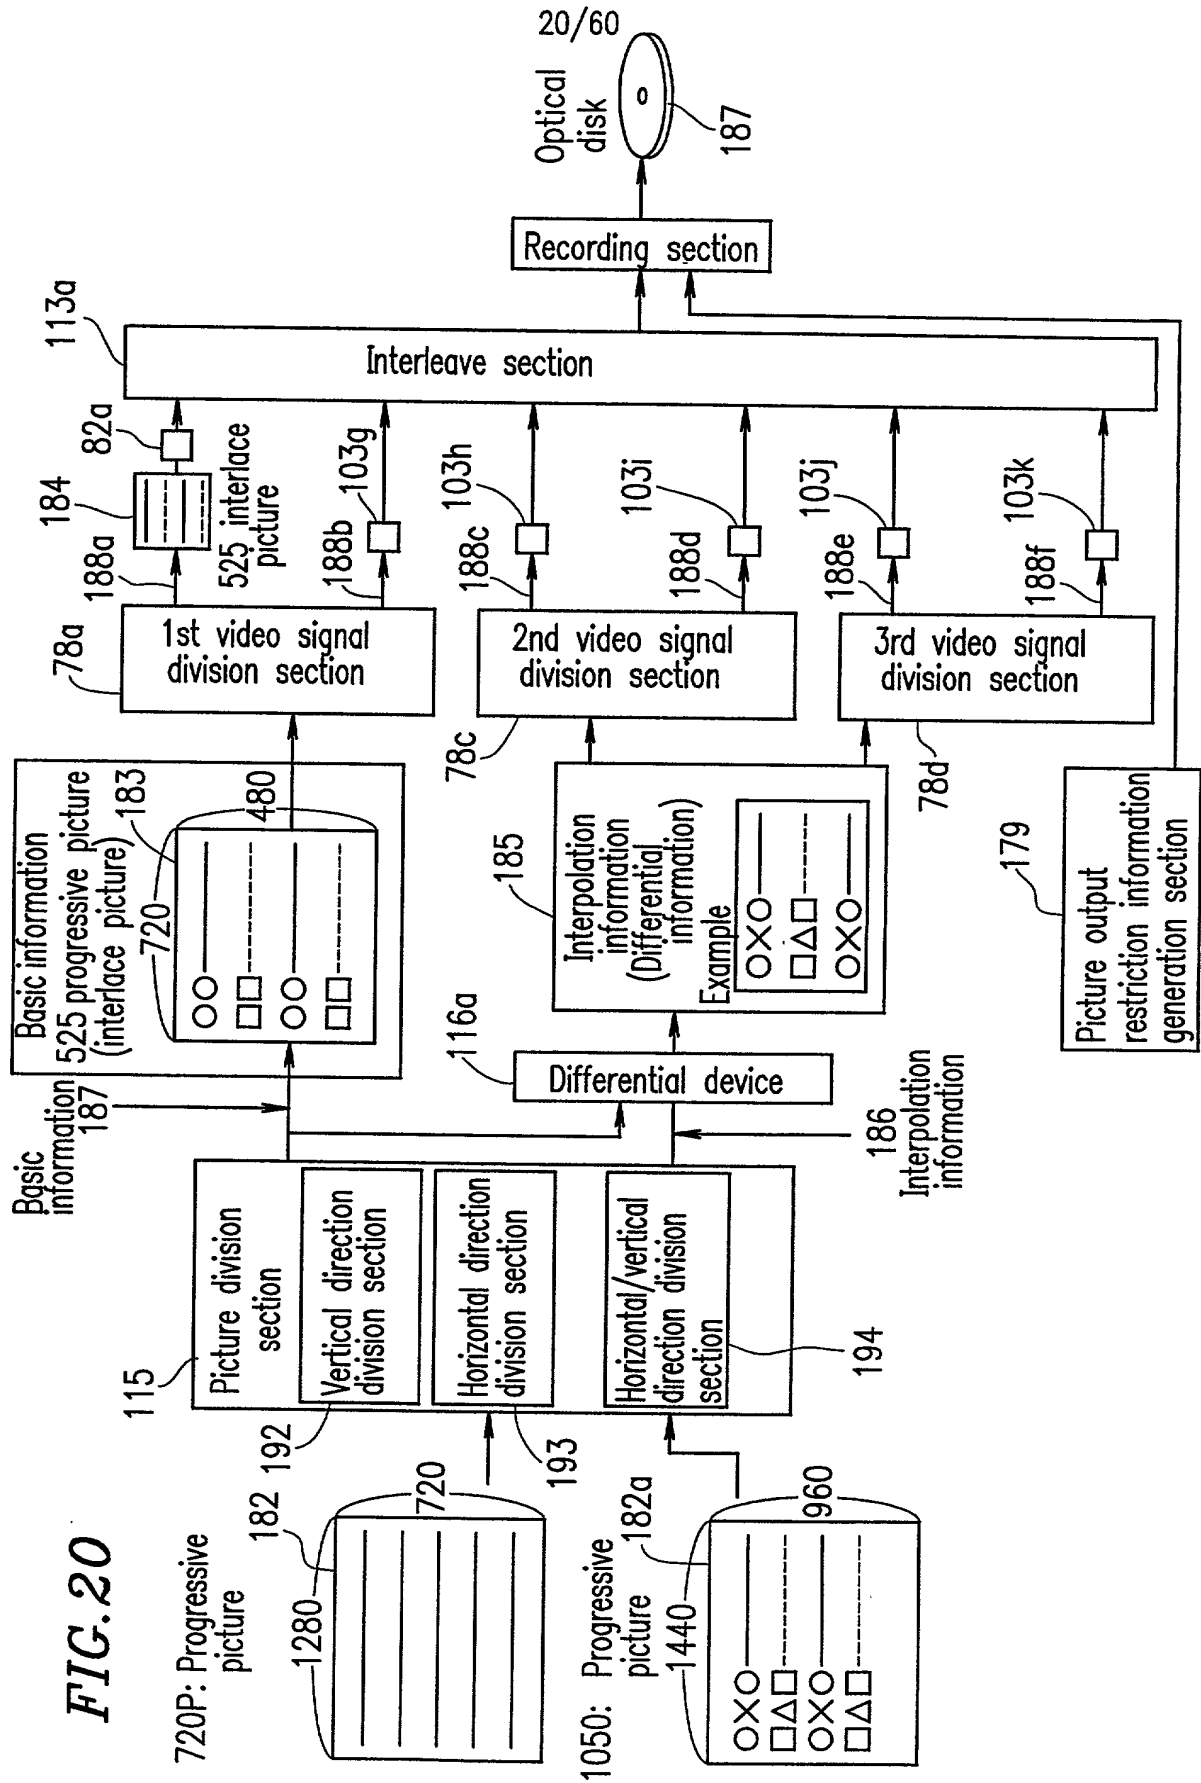 20/60
FIG.20
720P: Progressive
picture
1280
182
720
1050: Progressive
picture
1440
182a
960
115
Picture division
section
192
Vertical direction
division section
193
Horizontal direction
division section
Horizontal/vertical
direction division
section
194
Basic
information
187
186
Interpolation
information
Basic information
525 progressive picture
(interlace picture)
720
183
480
116a
Differential device
185
Interpolation
information
(Differential
information)
Example
78a
1st video signal
division section
78c
2nd video signal
division section
78d
3rd video signal
division section
179
Picture output
restriction information
generation section
188a
184
82a
525 interlace
picture
188b
103g
188c
103h
188d
103i
188e
103j
188f
103k
113a
Interleave section
Recording section
Optical
disk
187